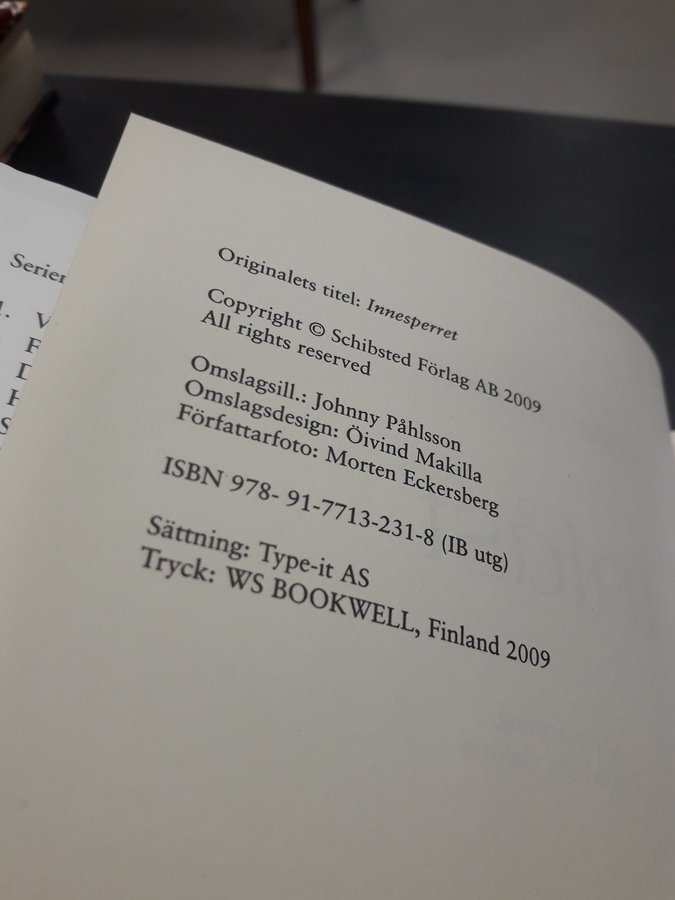 Originalets titel: Innesperret
Copyright © Schibsted Förlag AB 2009
All rights reserved
Omslagsill.: Johnny Påhlsson
Omslagsdesign: Öivind Makilla
Författarfoto: Morten Eckersberg
ISBN 978- 91-7713-231-8 (IB utg)
Sättning: Type-it AS
Tryck: WS BOOKWELL, Finland 2009